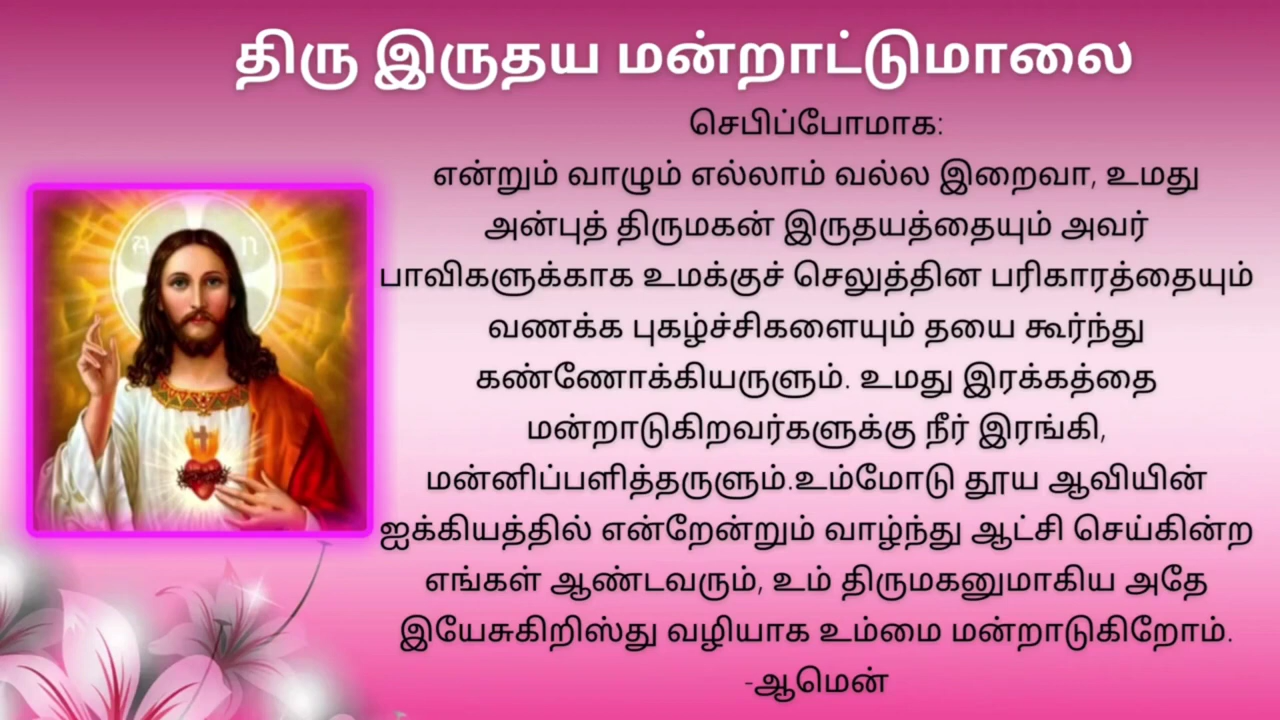 திரு இருதய மன்றாட்டுமாலை
செபிப்போமாக:
என்றும் வாழும் எல்லாம் வல்ல இறைவா, உமது
அன்புத் திருமகன் இருதயத்தையும் அவர்
பாவிகளுக்காக உமக்குச் செலுத்தின பரிகாரத்தையும்
வணக்க புகழ்ச்சிகளையும் தயை கூர்ந்து
கண்ணோக்கியருளும். உமது இரக்கத்தை
மன்றாடுகிறவர்களுக்கு நீர் இரங்கி,
மன்னிப்பளித்தருளும்.உம்மோடு தூய ஆவியின்
ஐக்கியத்தில் என்றேன்றும் வாழ்ந்து ஆட்சி செய்கின்ற
எங்கள் ஆண்டவரும், உம் திருமகனுமாகிய அதே
இயேசுகிறிஸ்து வழியாக உம்மை மன்றாடுகிறோம்.
-ஆமென்